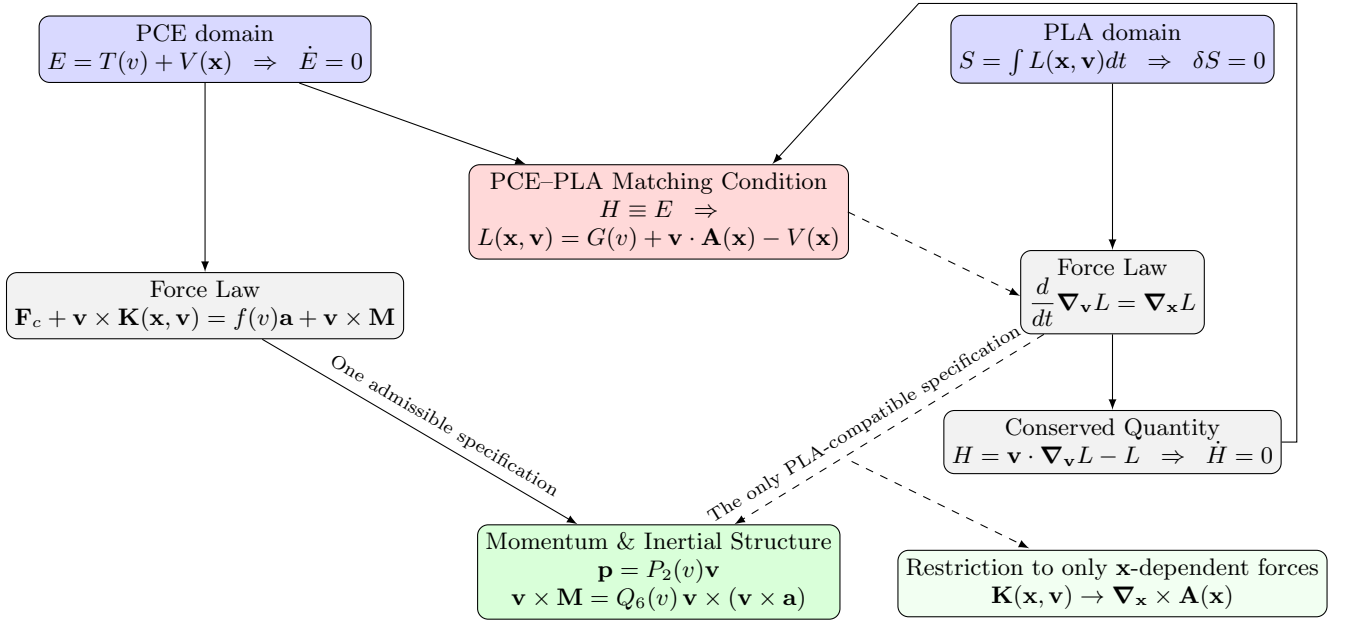 PCE domain
E = T(v) + V(𝐱) ⇒ Ė = 0
PLA domain
S = ∫ L(𝐱, 𝐯)dt ⇒ δS = 0
PCE–PLA Matching Condition
H ≡ E ⇒
L(𝐱, 𝐯) = G(v) + 𝐯 · 𝐀(𝐱) − V(𝐱)
Force Law
𝐅_c + 𝐯 × 𝐊(𝐱, 𝐯) = f(v)𝐚 + 𝐯 × 𝐌
Force Law
d/dt ∇_𝐯 L = ∇_𝐱 L
One admissible specification
The only PLA-compatible specification
Conserved Quantity
H = 𝐯 · ∇_𝐯 L − L ⇒ Ḣ = 0
Momentum & Inertial Structure
𝐩 = P₂(v)𝐯
𝐯 × 𝐌 = Q₆(v) 𝐯 × (𝐯 × 𝐚)
Restriction to only 𝐱-dependent forces
𝐊(𝐱, 𝐯) → ∇_𝐱 × 𝐀(𝐱)